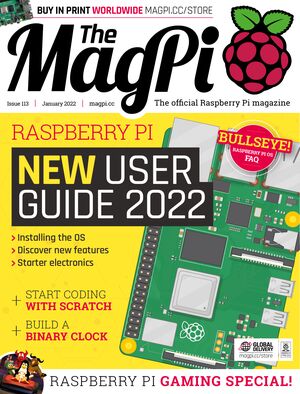 BUY IN PRINT WORLDWIDE MAGPI.CC/STORE
The
MagPi
Issue 113 | January 2022 | magpi.cc
The official Raspberry Pi magazine
RASPBERRY PI
NEW USER
GUIDE 2022
BULLSEYE!
RASPBERRY PI OS
FAQ
› Installing the OS
› Discover new features
› Starter electronics
+ START CODING
WITH SCRATCH
+ BUILD A
BINARY CLOCK
GLOBAL
DELIVERY
magpi.cc/store
RASPBERRY PI GAMING SPECIAL!